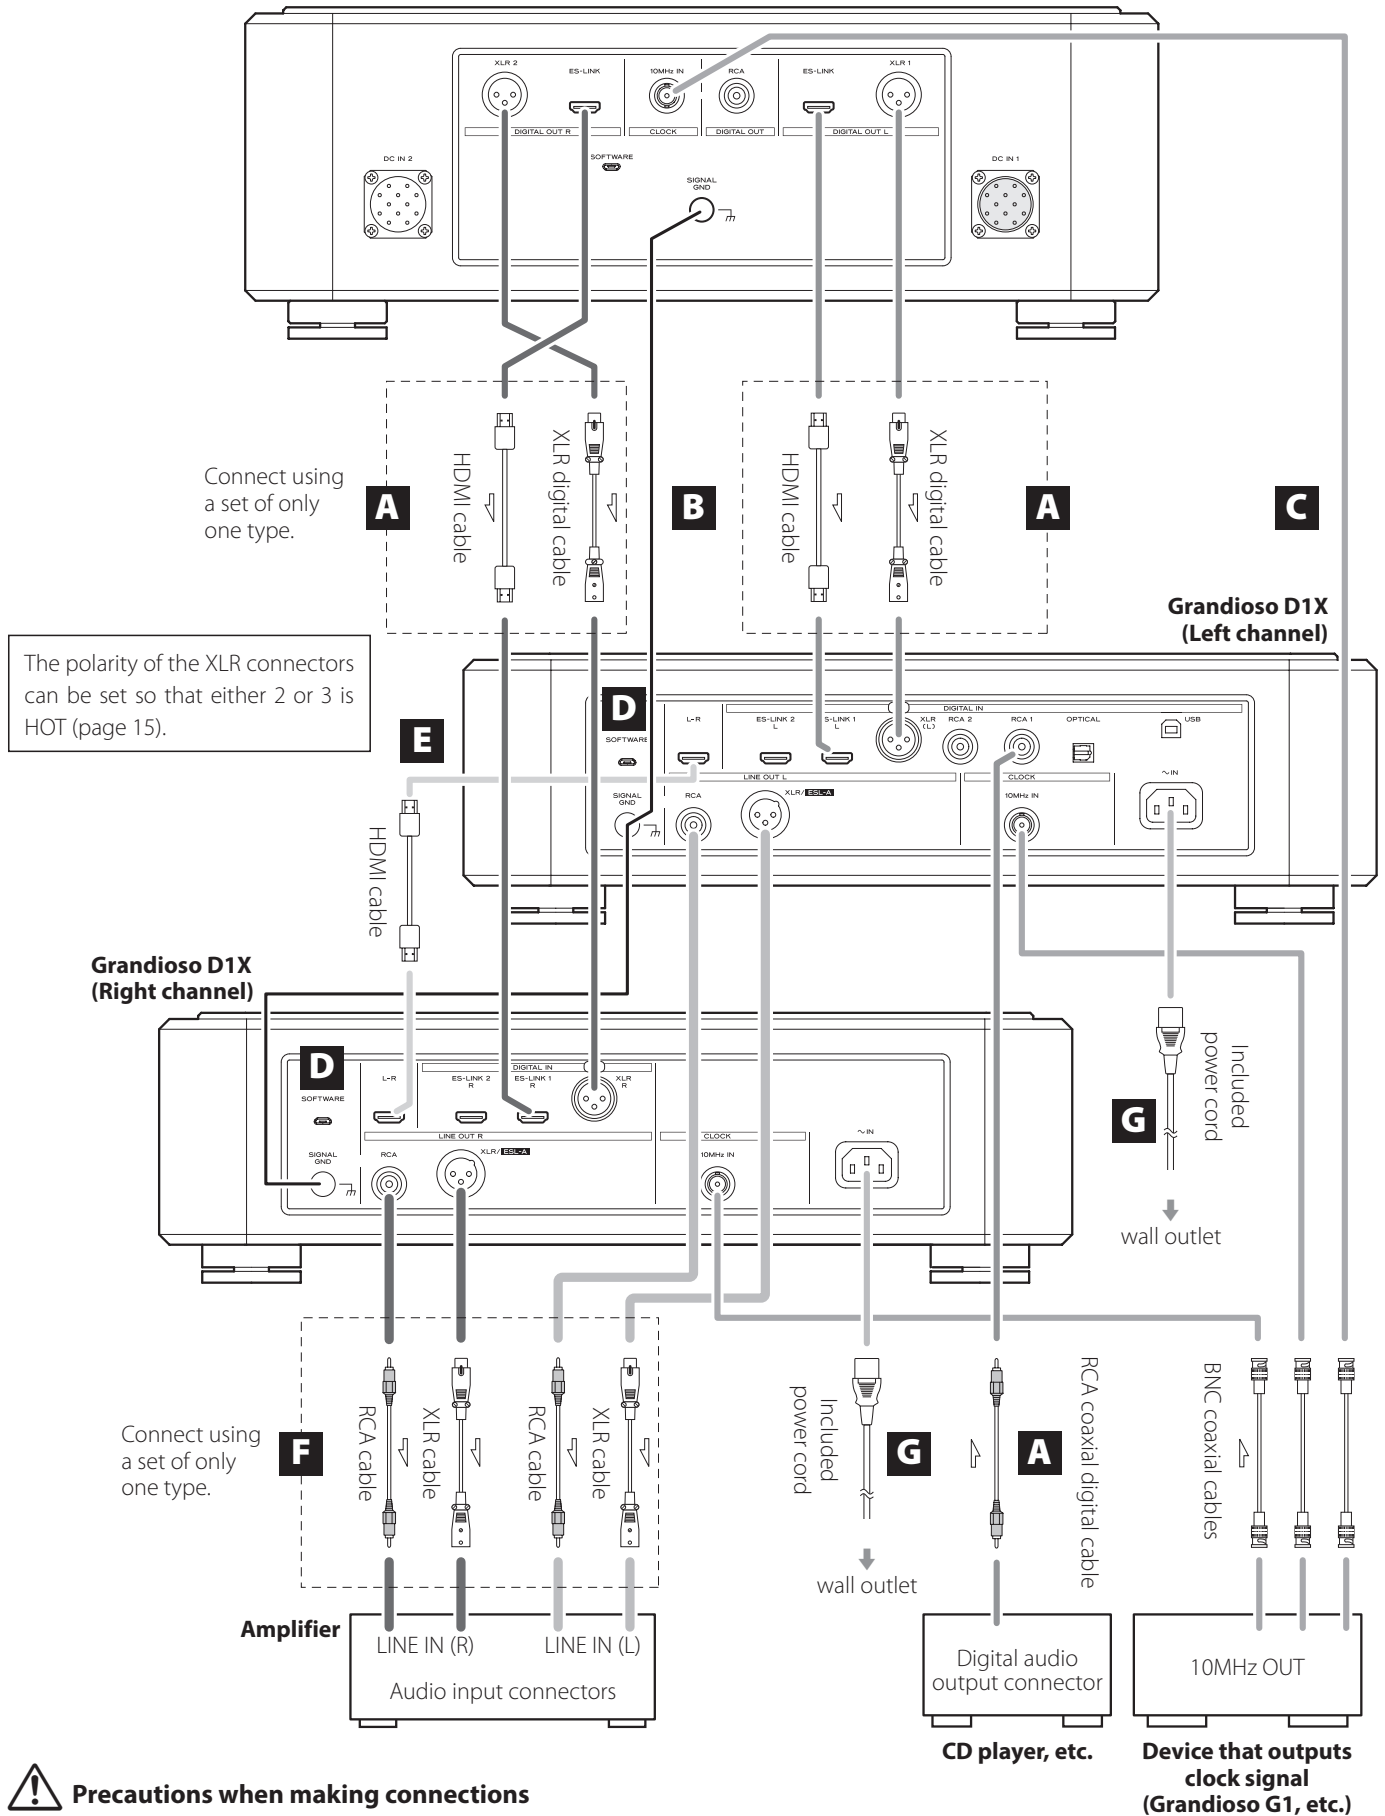 XLR 2
ES-LINK
10MHz IN
RCA
ES-LINK
XLR 1
DIGITAL OUT R
CLOCK
DIGITAL OUT
DIGITAL OUT L
SOFTWARE
DC IN 2
DC IN 1
SIGNAL
GND
Connect using
a set of only
one type.
A
HDMI cable
XLR digital cable
B
HDMI cable
XLR digital cable
A
C
Grandioso D1X
(Left channel)
The polarity of the XLR connectors
can be set so that either 2 or 3 is
HOT (page 15).
D
E
DIGITAL IN
L-R
ES-LINK 2
L
S-LINK 1
L
XLR
(L)
RCA 2
RCA 1
OPTICAL
USB
SOFTWARE
LINE OUT L
CLOCK
~ IN
SIGNAL
GND
RCA
XLR/ESL-A
10MHz IN
HDMI cable
Grandioso D1X
(Right channel)
D
DIGITAL IN
L-R
ES-LINK 2
R
ES-LINK 1
R
XLR
R
SOFTWARE
LINE OUT R
CLOCK
~ IN
SIGNAL
GND
RCA
XLR/ESL-A
10MHz IN
G
Included
power cord
wall outlet
Connect using
a set of only
one type.
F
RCA cable
XLR cable
RCA cable
XLR cable
Included
power cord
G
wall outlet
A
RCA coaxial digital cable
BNC coaxial cables
Amplifier
LINE IN (R)
LINE IN (L)
Audio input connectors
Digital audio
output connector
10MHz OUT
CD player, etc.
Device that outputs
clock signal
(Grandioso G1, etc.)
Precautions when making connections